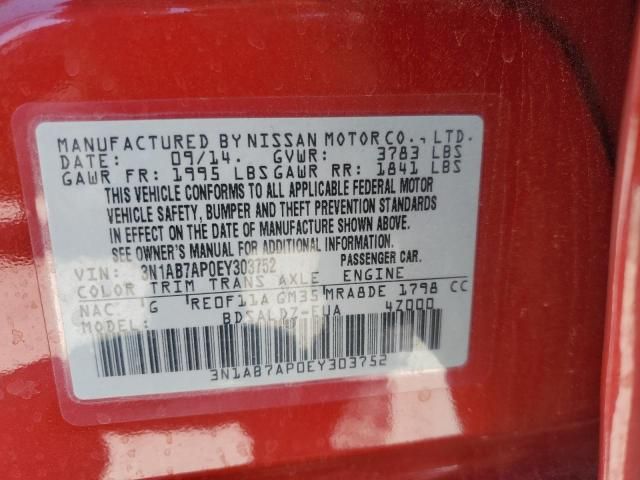 MANUFACTURED BY NISSAN MOTOR CO., LTD.
DATE: 09/14. GVWR: 3783 LBS
GAWR FR: 1995 LBS GAWR RR: 1841 LBS
THIS VEHICLE CONFORMS TO ALL APPLICABLE FEDERAL MOTOR
VEHICLE SAFETY, BUMPER AND THEFT PREVENTION STANDARDS
IN EFFECT ON THE DATE OF MANUFACTURE SHOWN ABOVE.
SEE OWNER'S MANUAL FOR ADDITIONAL INFORMATION.
VIN: 3N1AB7AP0EY303752 PASSENGER CAR.
COLOR TRIM TRANS AXLE ENGINE
NAC G RE0F11A GM35 MRA8DE 1798 CC
MODEL: BDSALDZ-EUA 47000
3N1AB7AP0EY303752